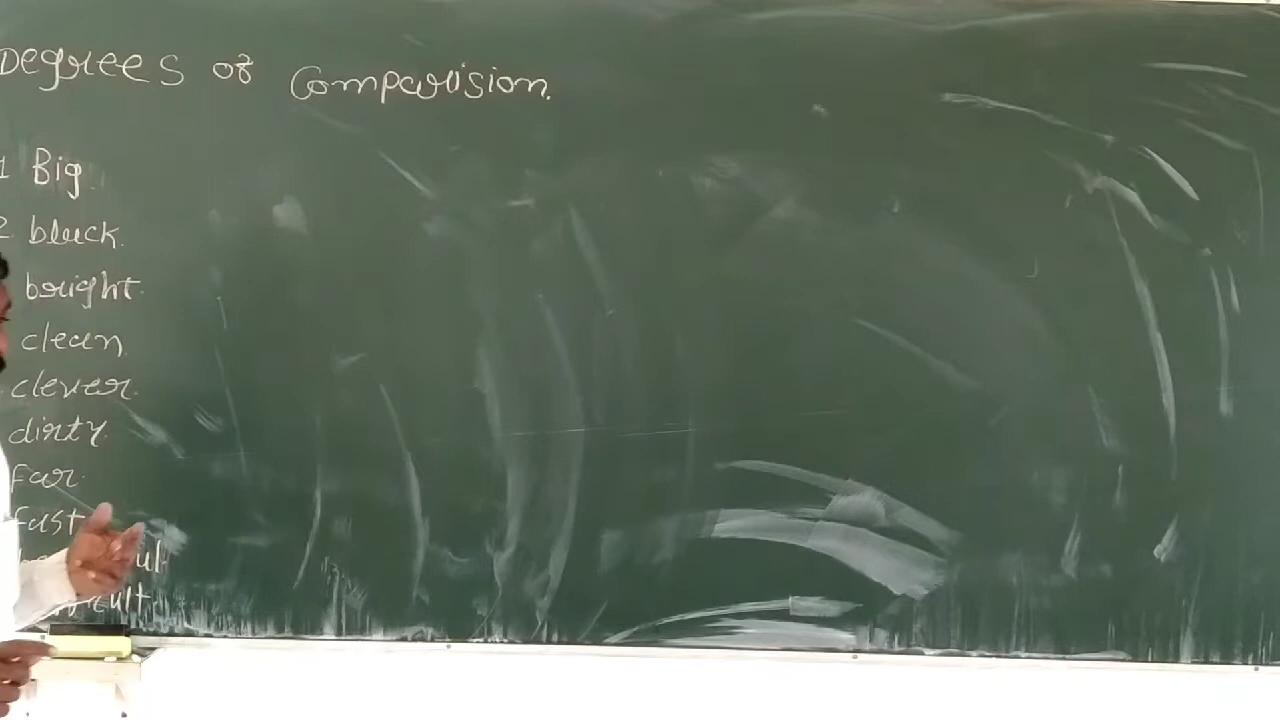 Degrees of Comparision.
1 Big.
2 black.
bright.
clean.
clever.
dirty.
Far.
fast